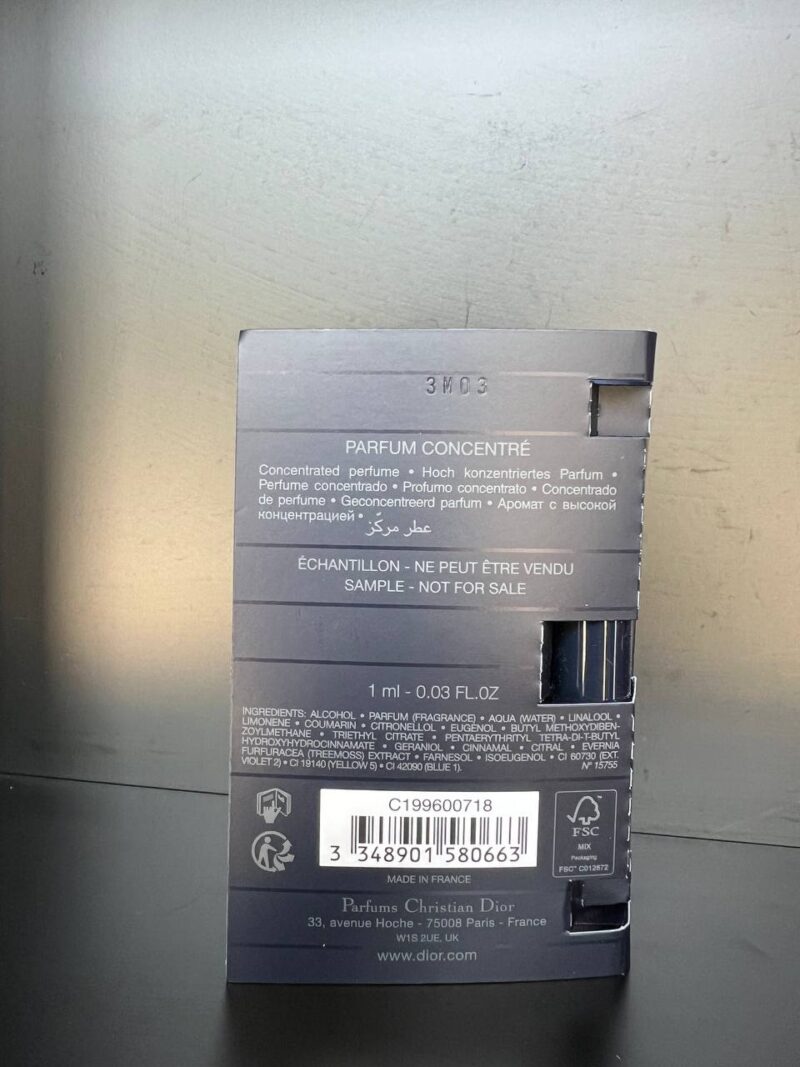 3M03
PARFUM CONCENTRÉ
Concentrated perfume • Hoch konzentriertes Parfum •
Perfume concentrado • Profumo concentrato • Concentrado
de perfume • Geconcentreerd parfum • Аромат с высокой
концентрацией • عطر مركّز
ÉCHANTILLON - NE PEUT ÊTRE VENDU
SAMPLE - NOT FOR SALE
1 ml - 0.03 FL.OZ
INGREDIENTS: ALCOHOL • PARFUM (FRAGRANCE) • AQUA (WATER) • LINALOOL •
LIMONENE • COUMARIN • CITRONELLOL • EUGENOL • BUTYL METHOXYDIBEN-
ZOYLMETHANE • TRIETHYL CITRATE • PENTAERYTHRITYL TETRA-DI-T-BUTYL
HYDROXYHYDROCINNAMATE • GERANIOL • CINNAMAL • CITRAL • EVERNIA
FURFURACEA (TREEMOSS) EXTRACT • FARNESOL • ISOEUGENOL • CI 60730 (EXT.
VIOLET 2) • CI 19140 (YELLOW 5) • CI 42090 (BLUE 1). N° 15755
C199600718
3 348901 580663
FSC
MIX
Packaging
FSC™ C012672
MADE IN FRANCE
Parfums Christian Dior
33, avenue Hoche - 75008 Paris - France
W1S 2UE, UK
www.dior.com